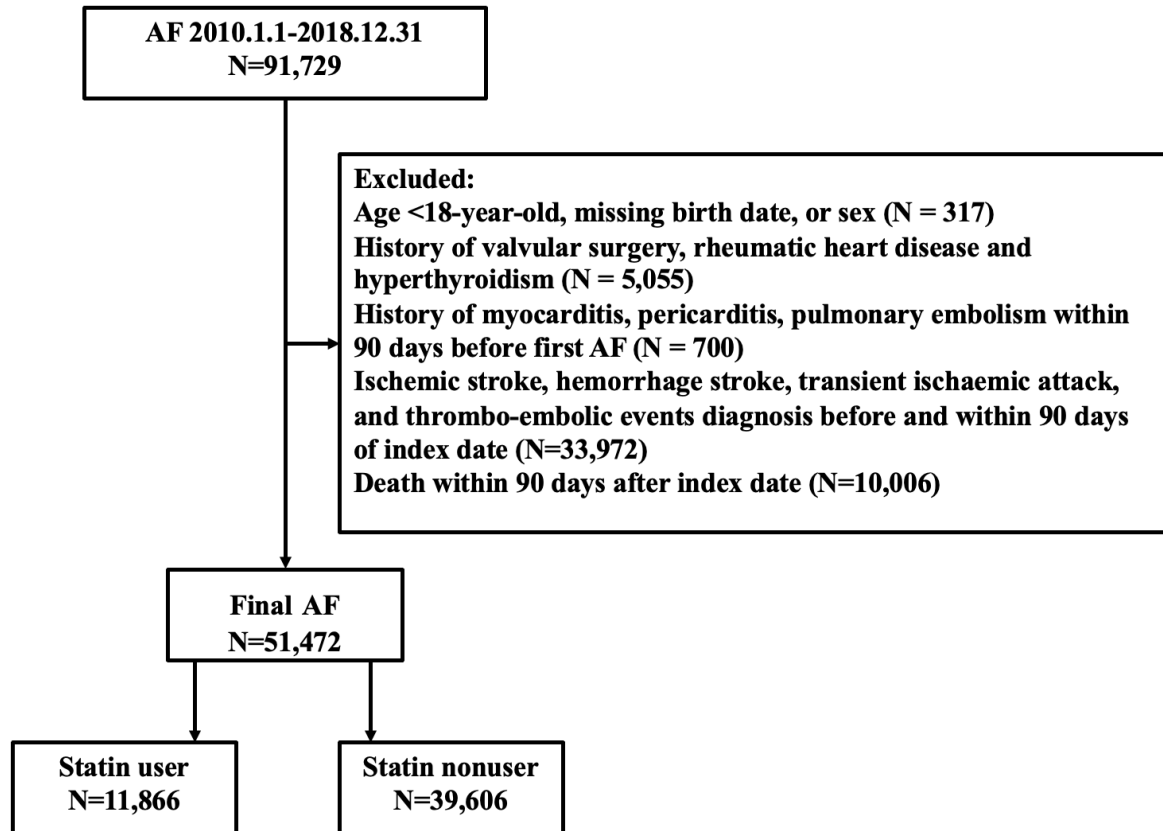 AF 2010.1.1-2018.12.31
N=91,729
Excluded:
Age <18-year-old, missing birth date, or sex (N = 317)
History of valvular surgery, rheumatic heart disease and
hyperthyroidism (N = 5,055)
History of myocarditis, pericarditis, pulmonary embolism within
90 days before first AF (N = 700)
Ischemic stroke, hemorrhage stroke, transient ischaemic attack,
and thrombo-embolic events diagnosis before and within 90 days
of index date (N=33,972)
Death within 90 days after index date (N=10,006)
Final AF
N=51,472
Statin user
N=11,866
Statin nonuser
N=39,606